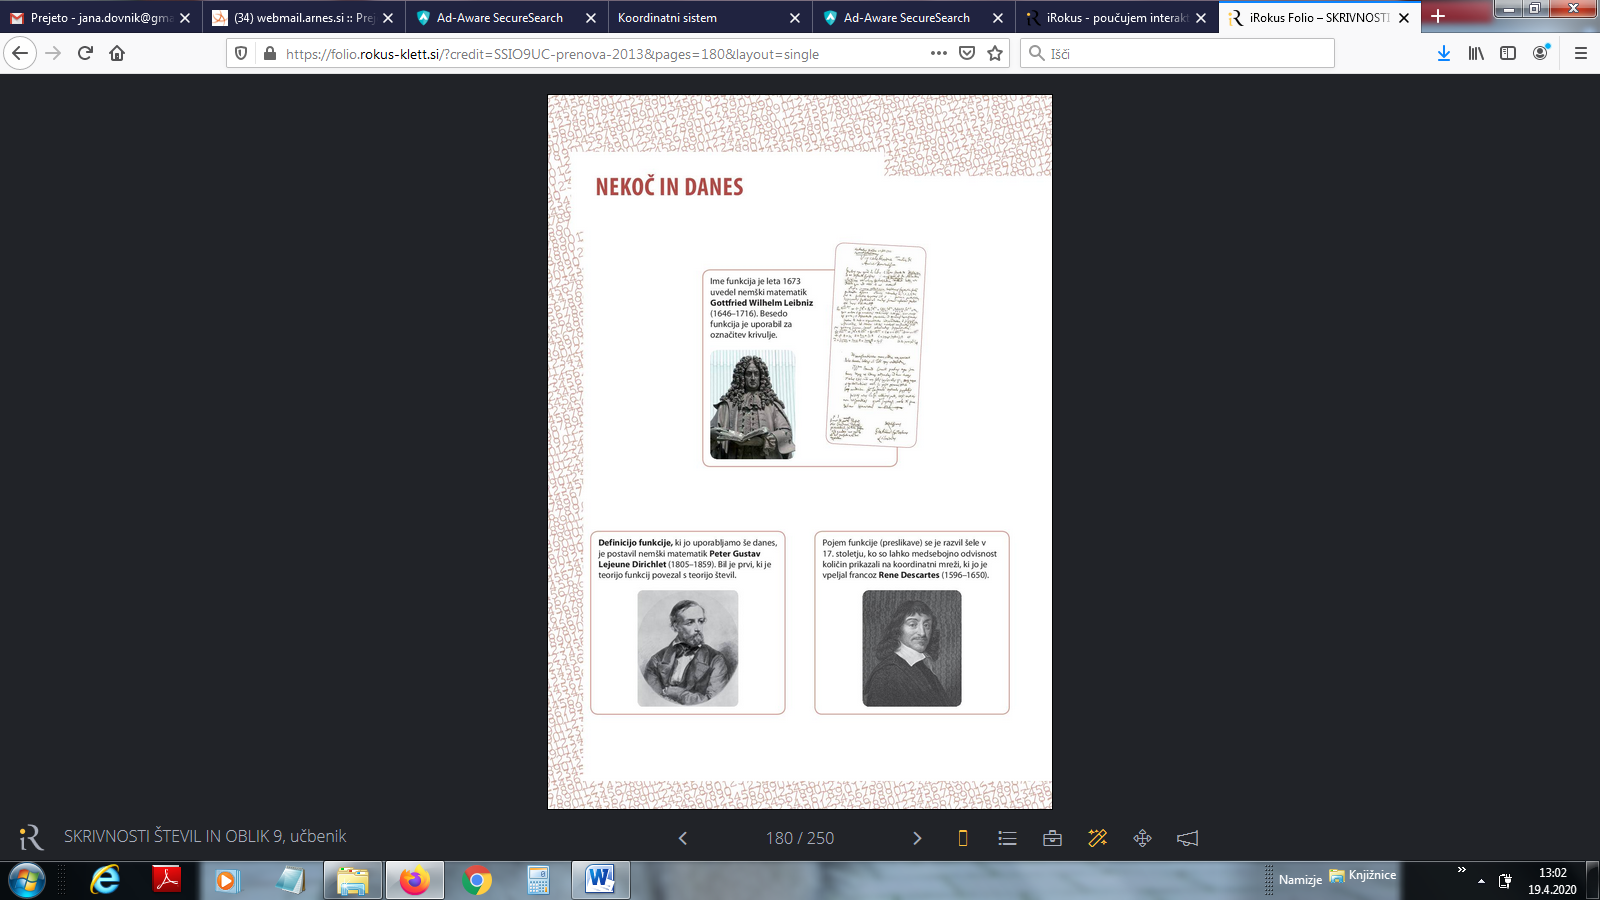 Prejeto - jana.dovnik@gma
(34) webmail.arnes.si :: Prej
Ad-Aware SecureSearch
Koordinatni sistem
Ad-Aware SecureSearch
iRokus - poučujem interakt
iRokus Folio – SKRIVNOSTI
https://folio.rokus-klett.si/?credit=SSIO9UC-prenova-2013&pages=180&layout=single
Išči
NEKOČ IN DANES
Ime funkcija je leta 1673
uvedel nemški matematik
Gottfried Wilhelm Leibniz
(1646–1716). Besedo
funkcija je uporabil za
označitev krivulje.
Definicijo funkcije, ki jo uporabljamo še danes,
je postavil nemški matematik Peter Gustav
Lejeune Dirichlet (1805–1859). Bil je prvi, ki je
teorijo funkcij povezal s teorijo števil.
Pojem funkcije (preslikave) se je razvil šele v
17. stoletju, ko so lahko medsebojno odvisnost
količin prikazali na koordinatni mreži, ki jo je
vpeljal francoz Rene Descartes (1596–1650).
iR
SKRIVNOSTI ŠTEVIL IN OBLIK 9, učbenik
180 / 250
Namizje
Knjižnice
13:02
19.4.2020